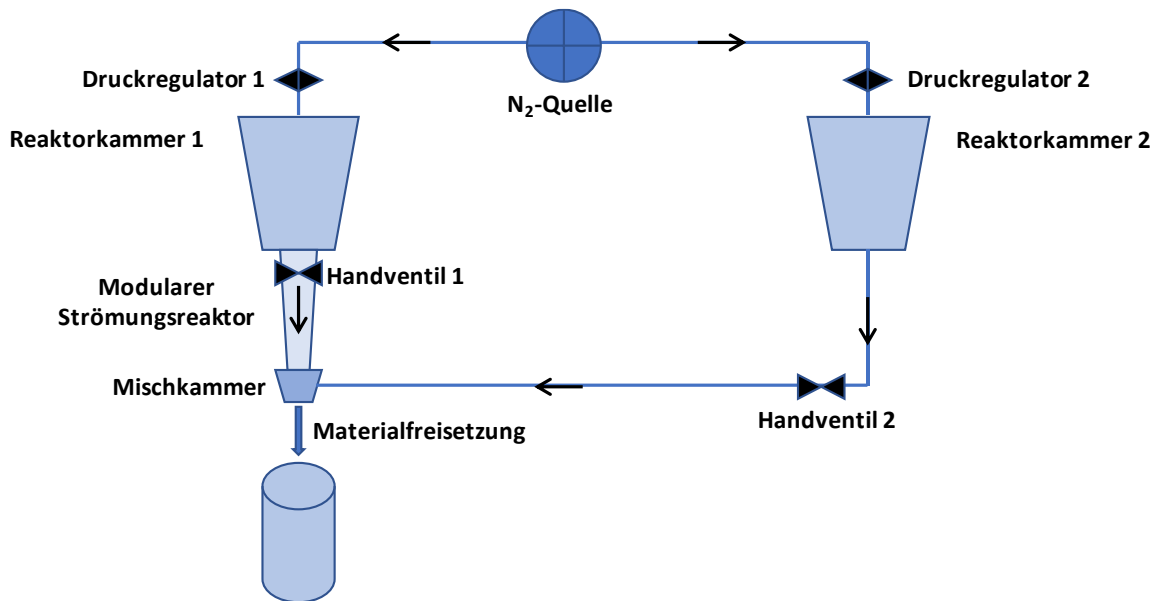 Druckregulator 1
N₂-Quelle
Druckregulator 2
Reaktorkammer 1
Reaktorkammer 2
Handventil 1
Modularer
Strömungsreaktor
Mischkammer
Handventil 2
Materialfreisetzung